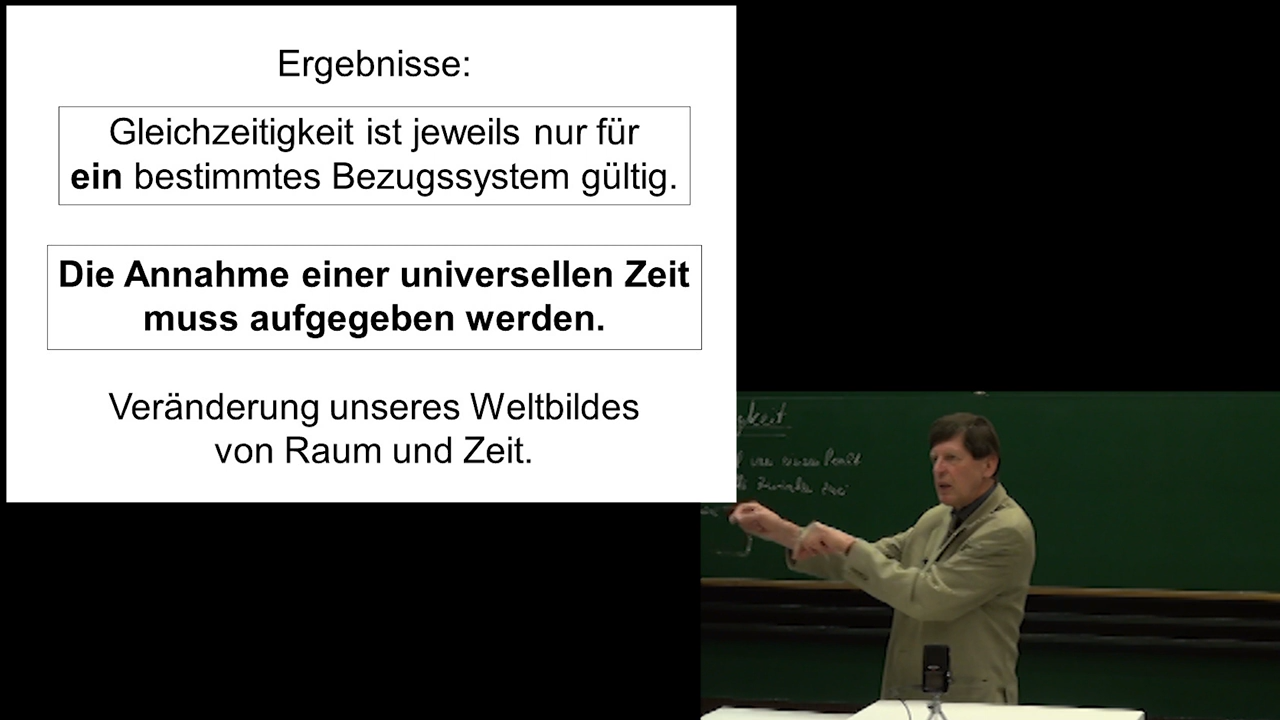 Ergebnisse:
Gleichzeitigkeit ist jeweils nur für
ein bestimmtes Bezugssystem gültig.
Die Annahme einer universellen Zeit
muss aufgegeben werden.
Veränderung unseres Weltbildes
von Raum und Zeit.
gkeit